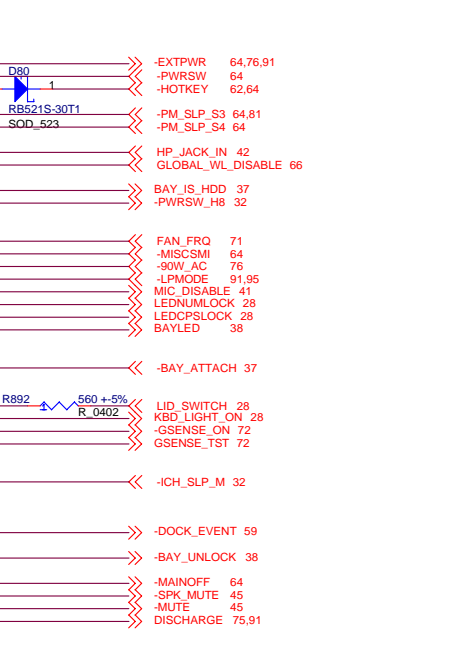 -EXTPWR 64,76,91
D80
-PWRSW 64
1
-HOTKEY 62,64
RB521S-30T1
-PM_SLP_S3 64,81
SOD_523
-PM_SLP_S4 64
HP_JACK_IN 42
GLOBAL_WL_DISABLE 66
BAY_IS_HDD 37
-PWRSW_H8 32
FAN_FRQ 71
-MISCSMI 64
-90W_AC 76
-LPMODE 91,95
MIC_DISABLE 41
LEDNUMLOCK 28
LEDCPSLOCK 28
BAYLED 38
-BAY_ATTACH 37
R892 1 560 +-5%
LID_SWITCH 28
R_0402
KBD_LIGHT_ON 28
-GSENSE_ON 72
GSENSE_TST 72
-ICH_SLP_M 32
-DOCK_EVENT 59
-BAY_UNLOCK 38
-MAINOFF 64
-SPK_MUTE 45
-MUTE 45
DISCHARGE 75,91